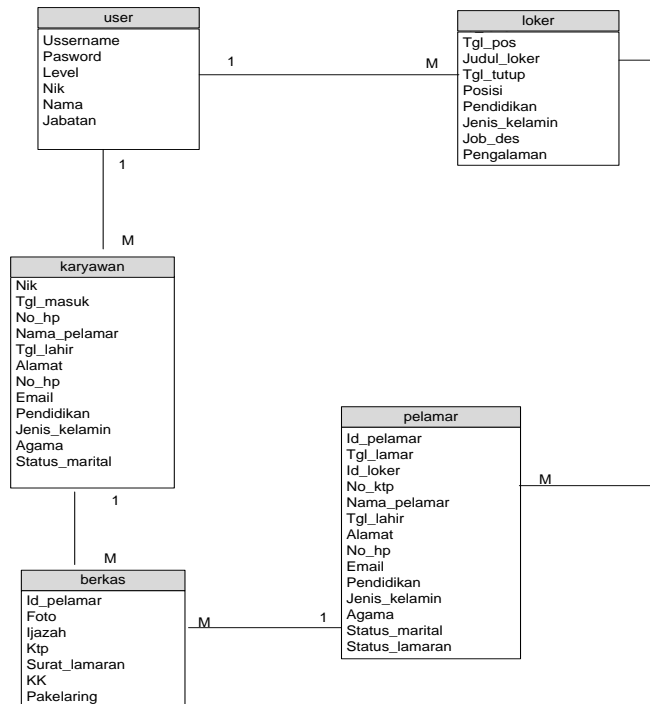 user
Ussername
Pasword
Level
Nik
Nama
Jabatan
1
M
loker
Tgl_pos
Judul_loker
Tgl_tutup
Posisi
Pendidikan
Jenis_kelamin
Job_des
Pengalaman
1
M
karyawan
Nik
Tgl_masuk
No_hp
Nama_pelamar
Tgl_lahir
Alamat
No_hp
Email
Pendidikan
Jenis_kelamin
Agama
Status_marital
1
M
pelamar
Id_pelamar
Tgl_lamar
Id_loker
No_ktp
Nama_pelamar
Tgl_lahir
Alamat
No_hp
Email
Pendidikan
Jenis_kelamin
Agama
Status_marital
Status_lamaran
M
berkas
Id_pelamar
Foto
Ijazah
Ktp
Surat_lamaran
KK
Pakelaring
M
1